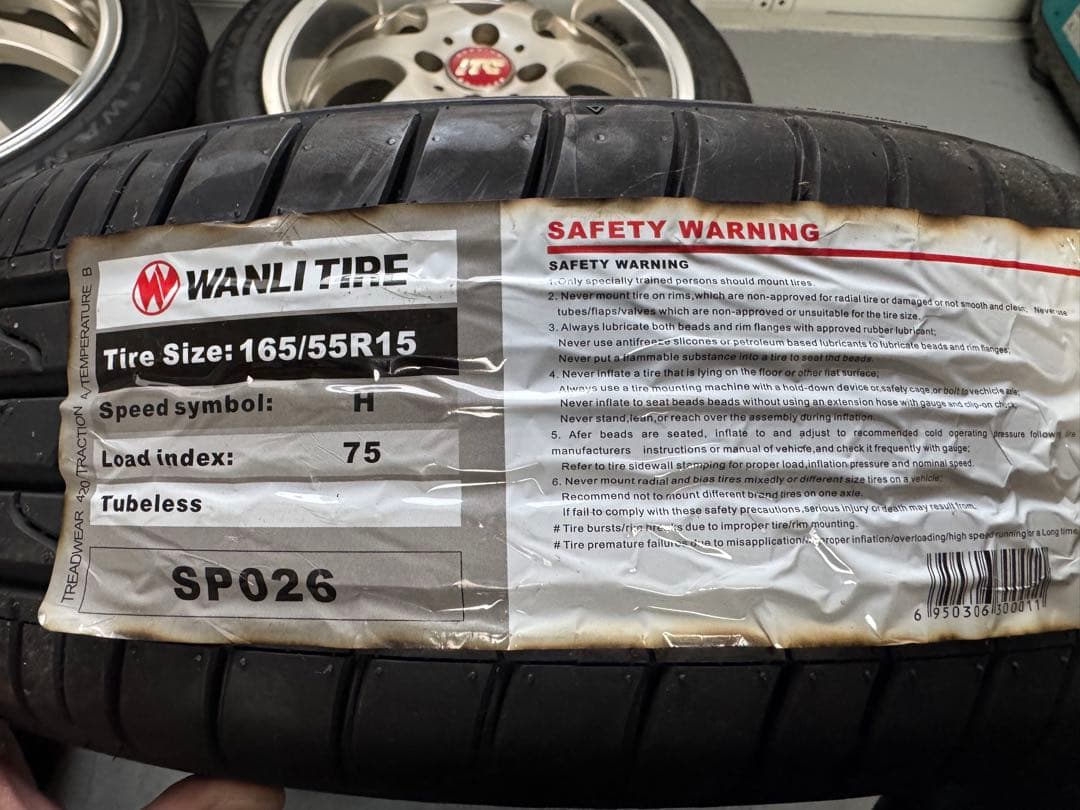 ITC
WANLI TIRE
Tire Size: 165/55R15
Speed symbol: H
Load index: 75
Tubeless
SP026
TREADWEAR 420 TRACTION A TEMPERATURE B
SAFETY WARNING
SAFETY WARNING
1. Only specially trained persons should mount tires.
2. Never mount tire on rims,which are non-approved for radial tire or damaged or not smooth and clean; Never use
tubes/flaps/valves which are non-approved or unsuitable for the tire size.
3. Always lubricate both beads and rim flanges with approved rubber lubricant;
Never use antifreeze slicones or petroleum based lubricants to lubricate beads and rim flanges;
Never put a flammable substance into a tire to seal thd beads.
4. Never inflate a tire that is lying on the floor or other flat surface;
Always use a tire mounting machine with a hold-down device or safety cage, or bolt to vechicle axle;
Never inflate to seat beads beads without using an extension hose with gauge and clip-on chuck;
Never stand,lean,or reach over the assembly during inflation.
5. Afer beads are seated, inflate to and adjust to recommended cold operating pressure follow tire
manufacturers instructions or manual of vehicle,and check it frequently with gauge;
Refer to tire sidewall stamping for proper load,inflation pressure and nominal speed.
6. Never mount radial and bias tires mixedly or different size tires on a vehicle;
Recommend not to mount different brand tires on one axle.
If fail to comply with these safety precautions,serious injury or death may result from.
# Tire bursts/rim breaks due to improper tire/rim mounting.
# Tire premature failures due to misapplication/improper inflation/overloading/high speed running for a Long time
6 950306 300011